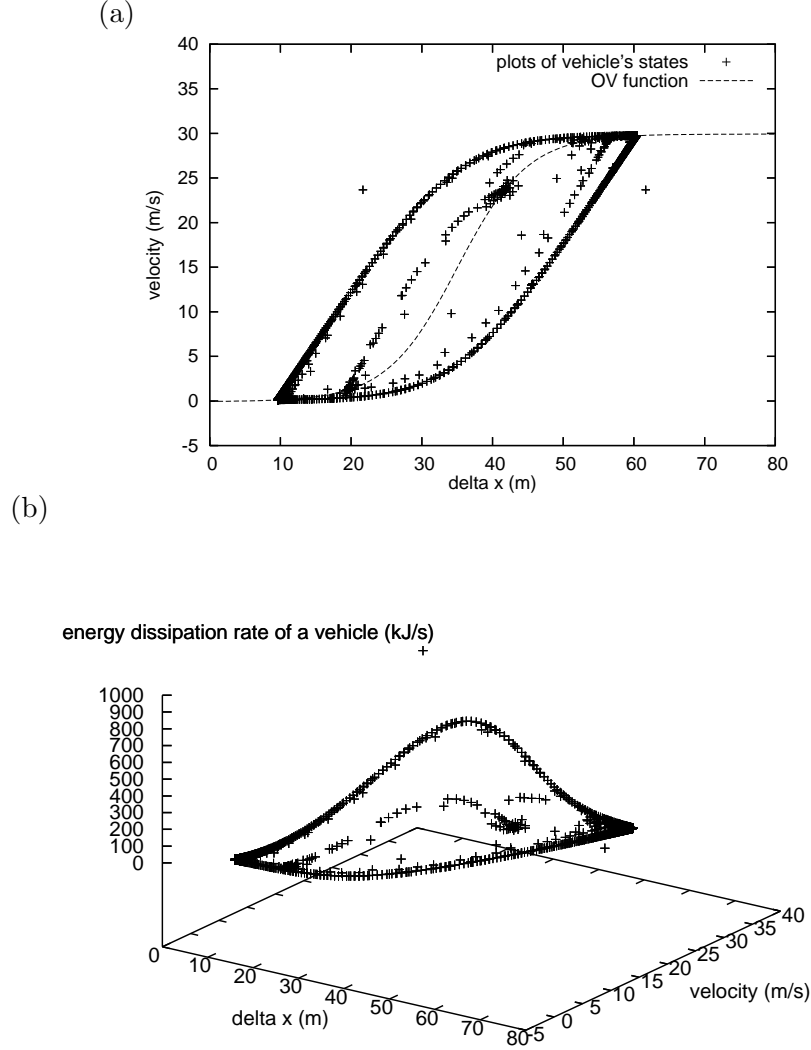 (a)
40
35
30
25
20
15
10
5
0
-5
velocity (m/s)
plots of vehicle's states
OV function
0 10 20 30 40 50 60 70 80
delta x (m)
(b)
energy dissipation rate of a vehicle (kJ/s)
1000
900
800
700
600
500
400
300
200
100
0
0 10 20 30 40 50 60 70 80
delta x (m)
-5 0 5 10 15 20 25 30 35 40
velocity (m/s)